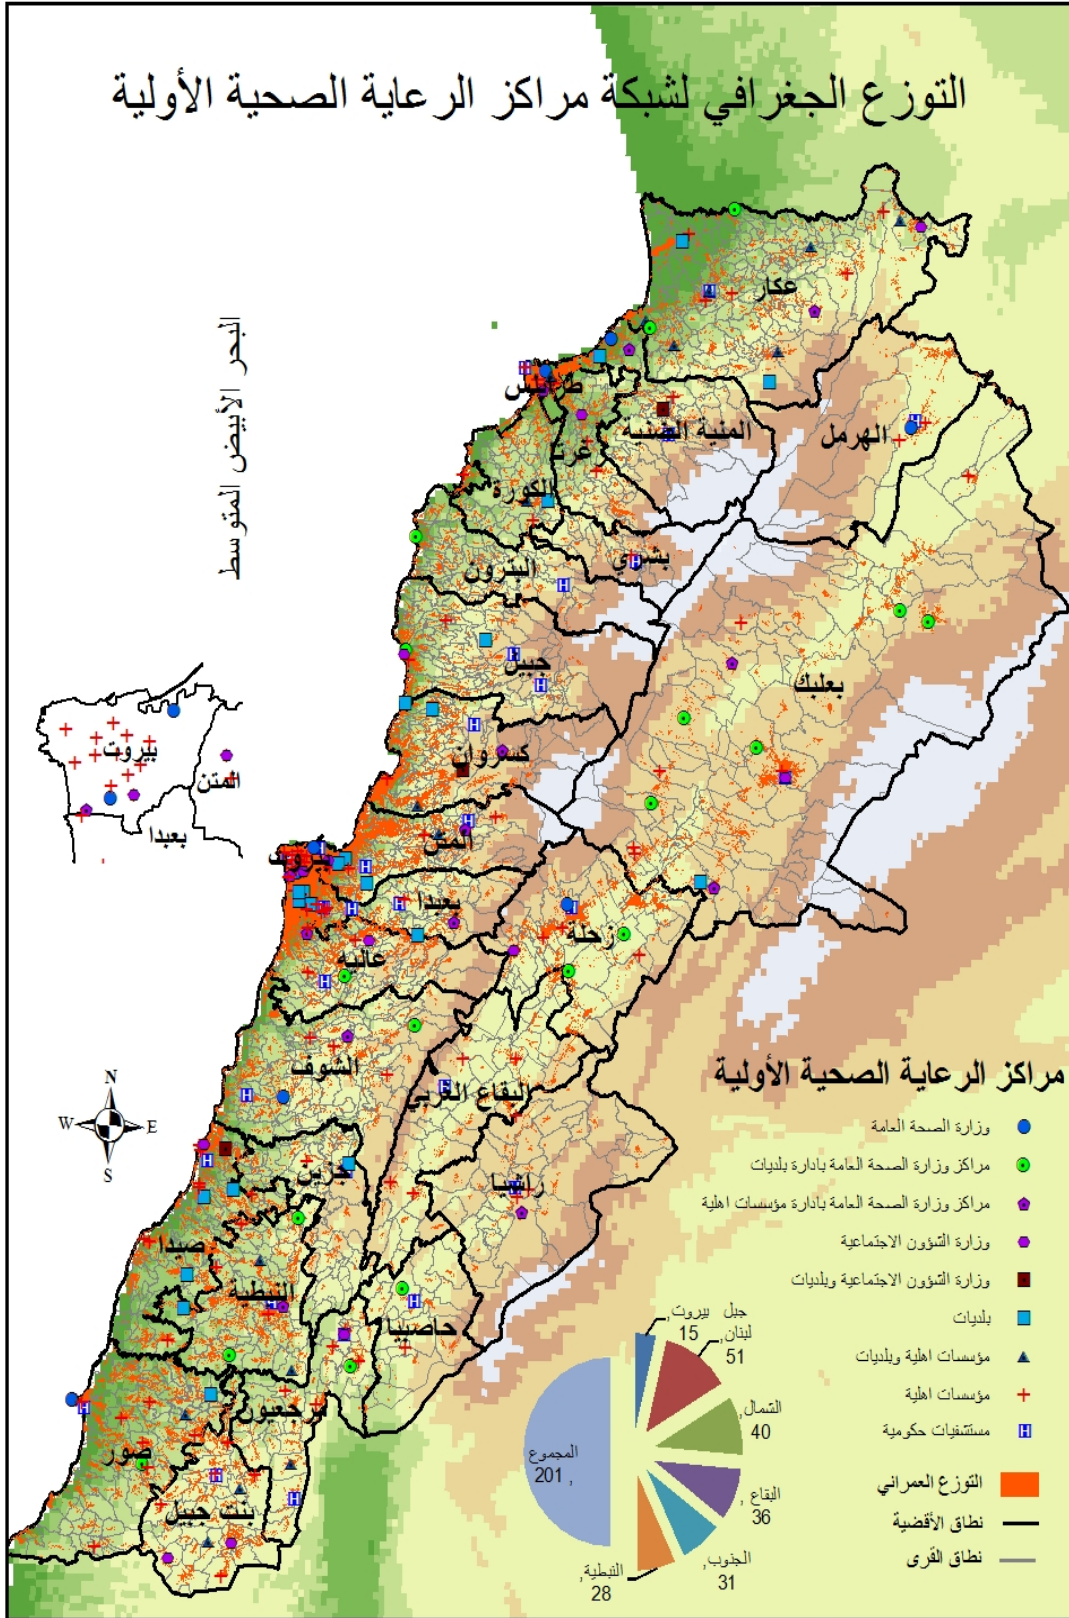 التوزع الجغرافي لشبكة مراكز الرعاية الصحية الأولية
البحر الأبيض المتوسط
عكار
طرابلس
المنية الضنية
الهرمل
الكورة
بشري
البترون
جبيل
بعلبك
كسروان
المتن
بيروت
بعبدا
عاليه
زحلة
الشوف
البقاع الغربي
جزين
راشيا
صيدا
النبطية
حاصبيا
مرجعيون
صور
بنت جبيل
بيروت
المتن
بعبدا
N
W
E
S
مراكز الرعاية الصحية الأولية
وزارة الصحة العامة
مراكز وزارة الصحة العامة بادارة بلديات
مراكز وزارة الصحة العامة بادارة مؤسسات اهلية
وزارة الشؤون الاجتماعية
وزارة الشؤون الاجتماعية وبلديات
بلديات
مؤسسات اهلية وبلديات
مؤسسات اهلية
مستشفيات حكومية
التوزع العمراني
نطاق الأقضية
نطاق القرى
بيروت,
15
جبل
لبنان,
51
الشمال,
40
البقاع,
36
الجنوب,
31
النبطية,
28
المجموع
, 201